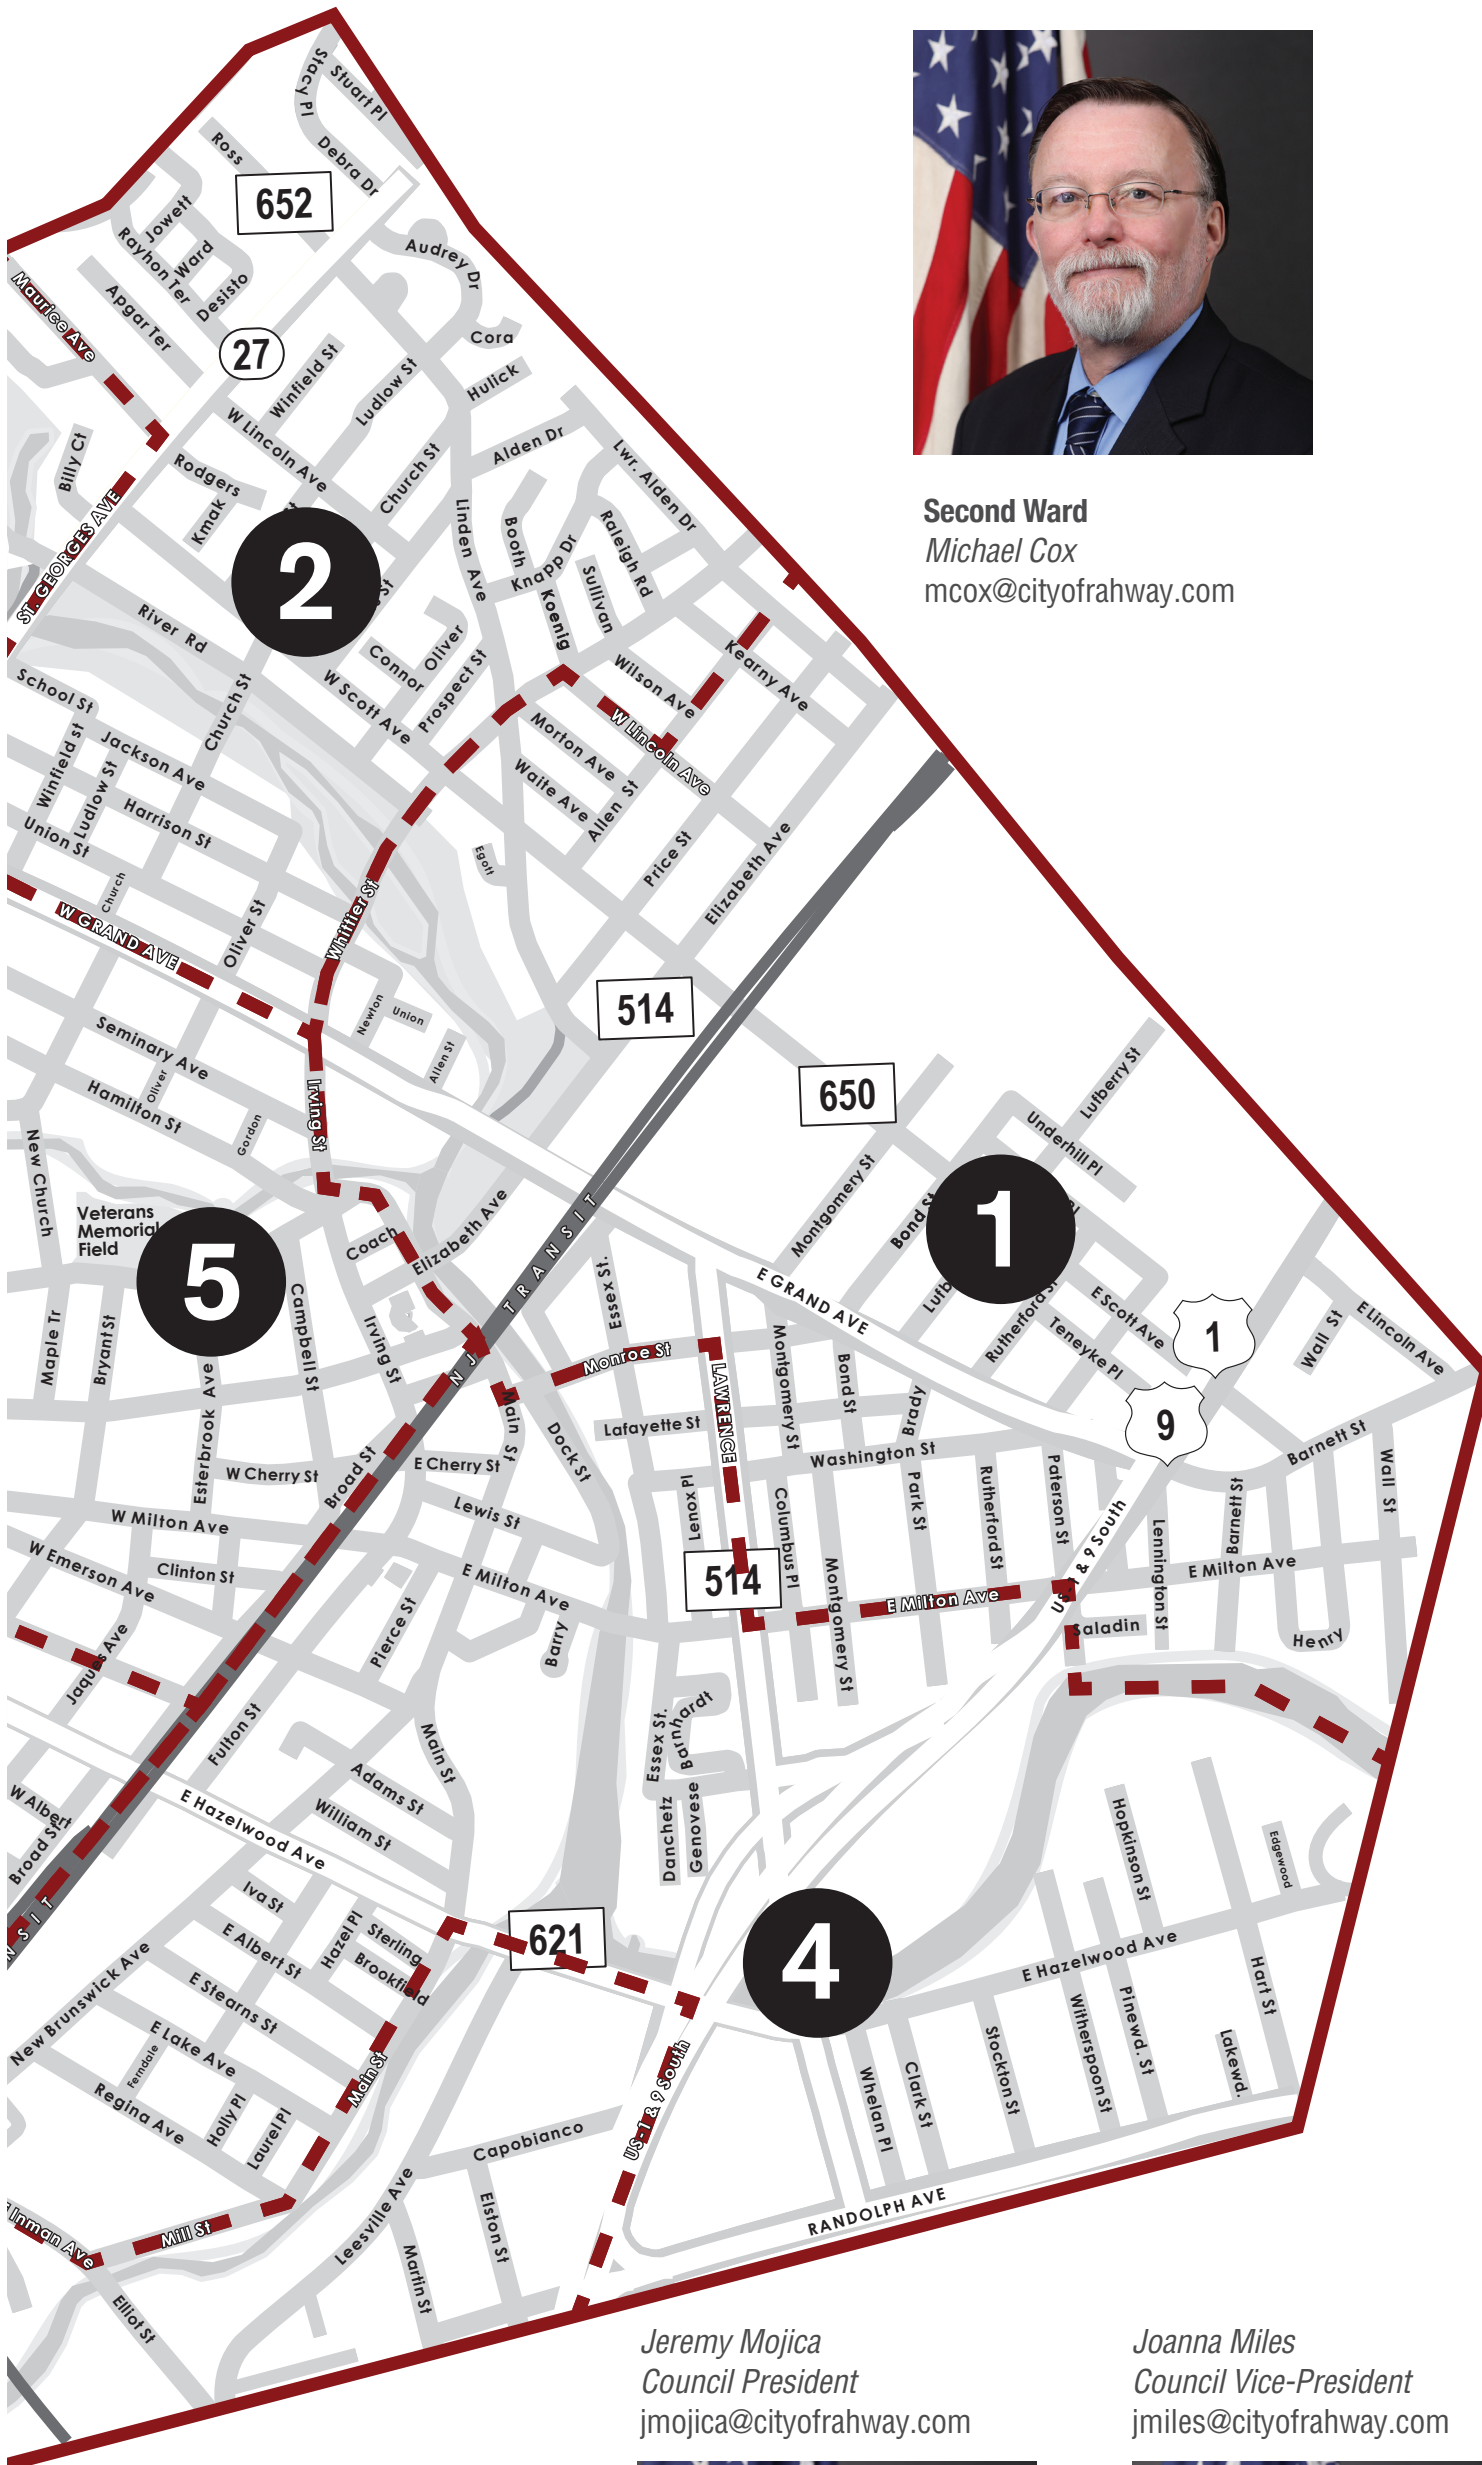 Stacy Pl
Stuart Pl
Ross
Debra Dr
652
Jowett
Rayhon Ter
Ward
Desisto
Apgar Ter
Audrey Dr
Maurice Ave
27
Cora
Winfield St
Ludlow St
Hulick
W Lincoln Ave
Church St
Alden Dr
Lwr. Alden Dr
Billy Ct
Rodgers
Kmak
ST. GEORGES AVE
Linden Ave
Booth
Knapp Dr
Raleigh Rd
Sullivan
Koenig
2
Second Ward
Michael Cox
mcox@cityofrahway.com
River Rd
Connor
Oliver
Prospect St
W Scott Ave
Wilson Ave
Kearny Ave
W Lincoln Ave
School St
Church St
Jackson Ave
Winfield st
Ludlow St
Harrison St
Union St
Morton Ave
Waite Ave
Allen St
Price St
Elizabeth Ave
Egolf
Church
W GRAND AVE
Oliver St
Whittier St
Newton
Union
Allen St
514
650
Seminary Ave
Oliver
Hamilton St
Gordon
Irving St
Lufberry St
Underhill Pl
New Church
Veterans
Memorial
Field
5
Coach
Elizabeth Ave
NJ TRANSIT
Montgomery St
Bond St
1
Lufb
Rutherford St
E GRAND AVE
E Scott Ave
Teneyke Pl
1
Wall St
E Lincoln Ave
Maple Tr
Bryant St
Esterbrook Ave
Campbell St
Irving St
Essex St.
Monroe St
LAWRENCE
Montgomery St
Bond St
Brady
9
Main St
Lafayette St
Dock St
Washington St
Barnett St
Wall St
W Cherry St
Broad St
E Cherry St
Lewis St
W Milton Ave
W Emerson Ave
Clinton St
Jaques Ave
Lenox Pl
Columbus Pl
Park St
Rutherford St
Paterson St
US-1 & 9 South
Lennington St
Barnett St
E Milton Ave
514
Montgomery St
E Milton Ave
E Milton Ave
Saladin
Henry
Pierce St
Barry
Fulton St
Main St
Essex St.
Barnhardt
Danchetz
Genovese
Adams St
William St
E Hazelwood Ave
W Albert
Broad St
NSIT
Iva St
Hazel Pl
Sterling
Brookfield
E Albert St
E Stearns St
New Brunswick Ave
E Lake Ave
Ferndale
Regina Ave
Holly Pl
Laurel Pl
Main St
621
4
Hopkinson St
Edgewood
E Hazelwood Ave
Hart St
Witherspoon St
Pinewd. St
Stockton St
Lakewd.
Clark St
Whelan Pl
US-1 & 9 South
Capobianco
Leesville Ave
Elston St
Martin St
RANDOLPH AVE
Inman Ave
Mill St
Elliot St
Jeremy Mojica
Council President
jmojica@cityofrahway.com
Joanna Miles
Council Vice-President
jmiles@cityofrahway.com